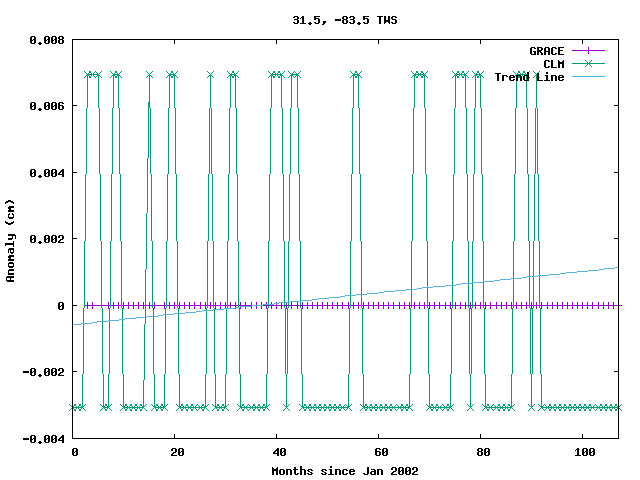 31.5, -83.5 TWS
0.008
GRACE
CLM
Trend Line
0.006
0.004
0.002
Anomaly (cm)
0
-0.002
-0.004
0 20 40 60 80 100
Months since Jan 2002